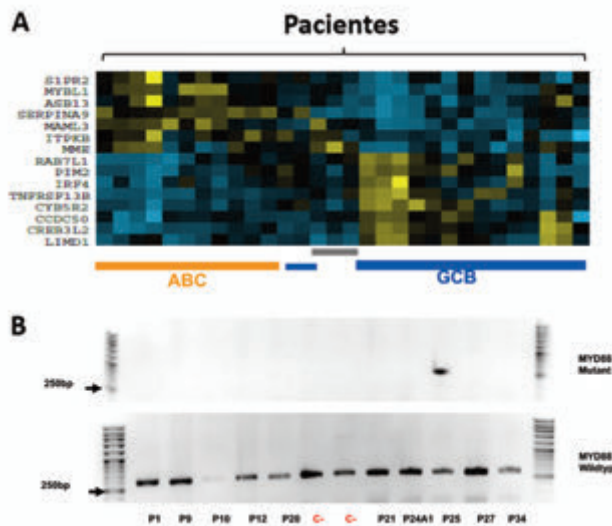 A
Pacientes
S1PR2
MYBL1
ASB13
SERPINA9
MAML3
ITPKB
MME
RAB7L1
PIM2
IRF4
TNFRSF13B
CYB5R2
CCDC50
CREB3L2
LIMD1
ABC
GCB
B
250bp
MYD88
Mutant
MYD88
Wildtyp
250bp
P1 P9 P10 P12 P20 C- C- P21 P24A1 P25 P27 P34